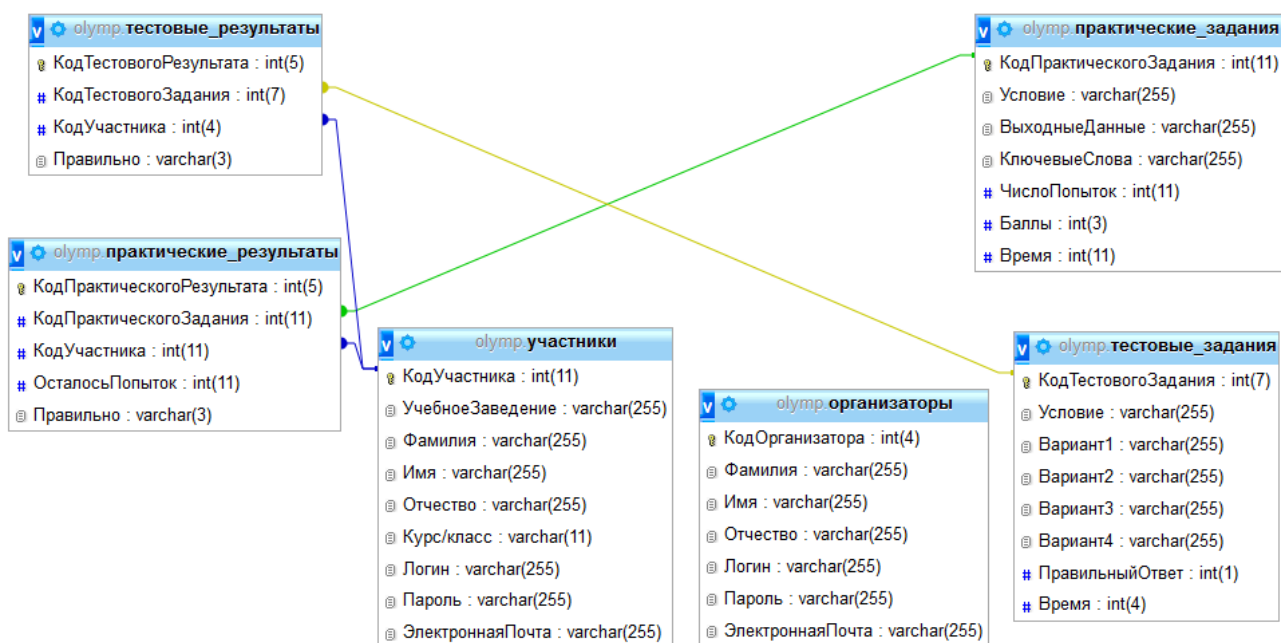 olymp.тестовые_результаты
КодТестовогоРезультата : int(5)
КодТестовогоЗадания : int(7)
КодУчастника : int(4)
Правильно : varchar(3)
olymp.практические_задания
КодПрактическогоЗадания : int(11)
Условие : varchar(255)
ВыходныеДанные : varchar(255)
КлючевыеСлова : varchar(255)
ЧислоПопыток : int(11)
Баллы : int(3)
Время : int(11)
olymp.практические_результаты
КодПрактическогоРезультата : int(5)
КодПрактическогоЗадания : int(11)
КодУчастника : int(11)
ОсталосьПопыток : int(11)
Правильно : varchar(3)
olymp.участники
КодУчастника : int(11)
УчебноеЗаведение : varchar(255)
Фамилия : varchar(255)
Имя : varchar(255)
Отчество : varchar(255)
Курс/класс : varchar(11)
Логин : varchar(255)
Пароль : varchar(255)
ЭлектроннаяПочта : varchar(255)
olymp.организаторы
КодОрганизатора : int(4)
Фамилия : varchar(255)
Имя : varchar(255)
Отчество : varchar(255)
Логин : varchar(255)
Пароль : varchar(255)
ЭлектроннаяПочта : varchar(255)
olymp.тестовые_задания
КодТестовогоЗадания : int(7)
Условие : varchar(255)
Вариант1 : varchar(255)
Вариант2 : varchar(255)
Вариант3 : varchar(255)
Вариант4 : varchar(255)
ПравильныйОтвет : int(1)
Время : int(4)